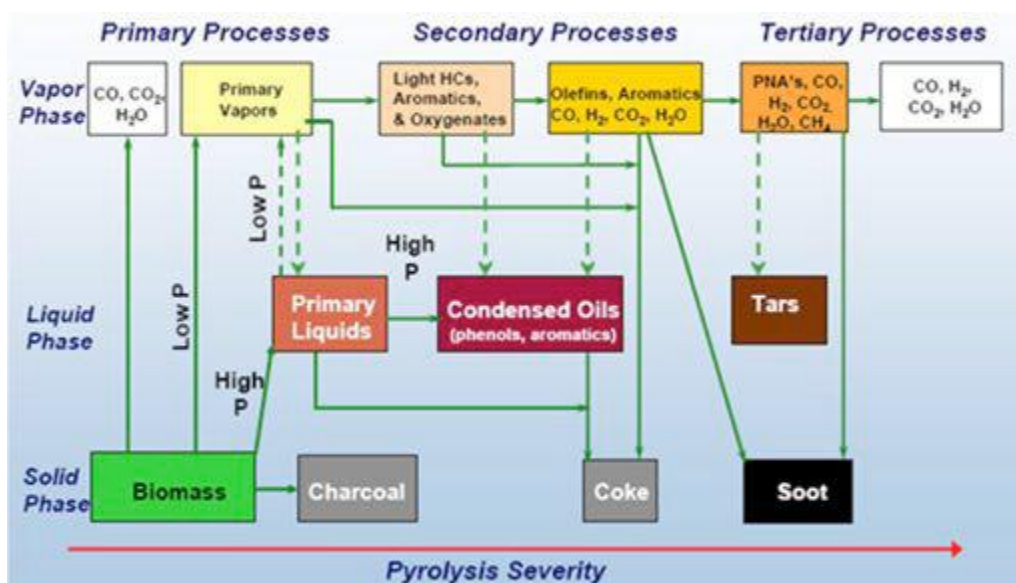 Primary Processes
Secondary Processes
Tertiary Processes
Vapor
Phase
CO, CO₂,
H₂O
Primary
Vapors
Light HCs,
Aromatics,
& Oxygenates
Olefins, Aromatics
CO, H₂, CO₂, H₂O
PNA's, CO,
H₂, CO₂,
H₂O, CH₄
CO, H₂,
CO₂, H₂O
Low P
Low P
High
P
Liquid
Phase
Primary
Liquids
Condensed Oils
(phenols, aromatics)
Tars
High
P
Solid
Phase
Biomass
Charcoal
Coke
Soot
Pyrolysis Severity